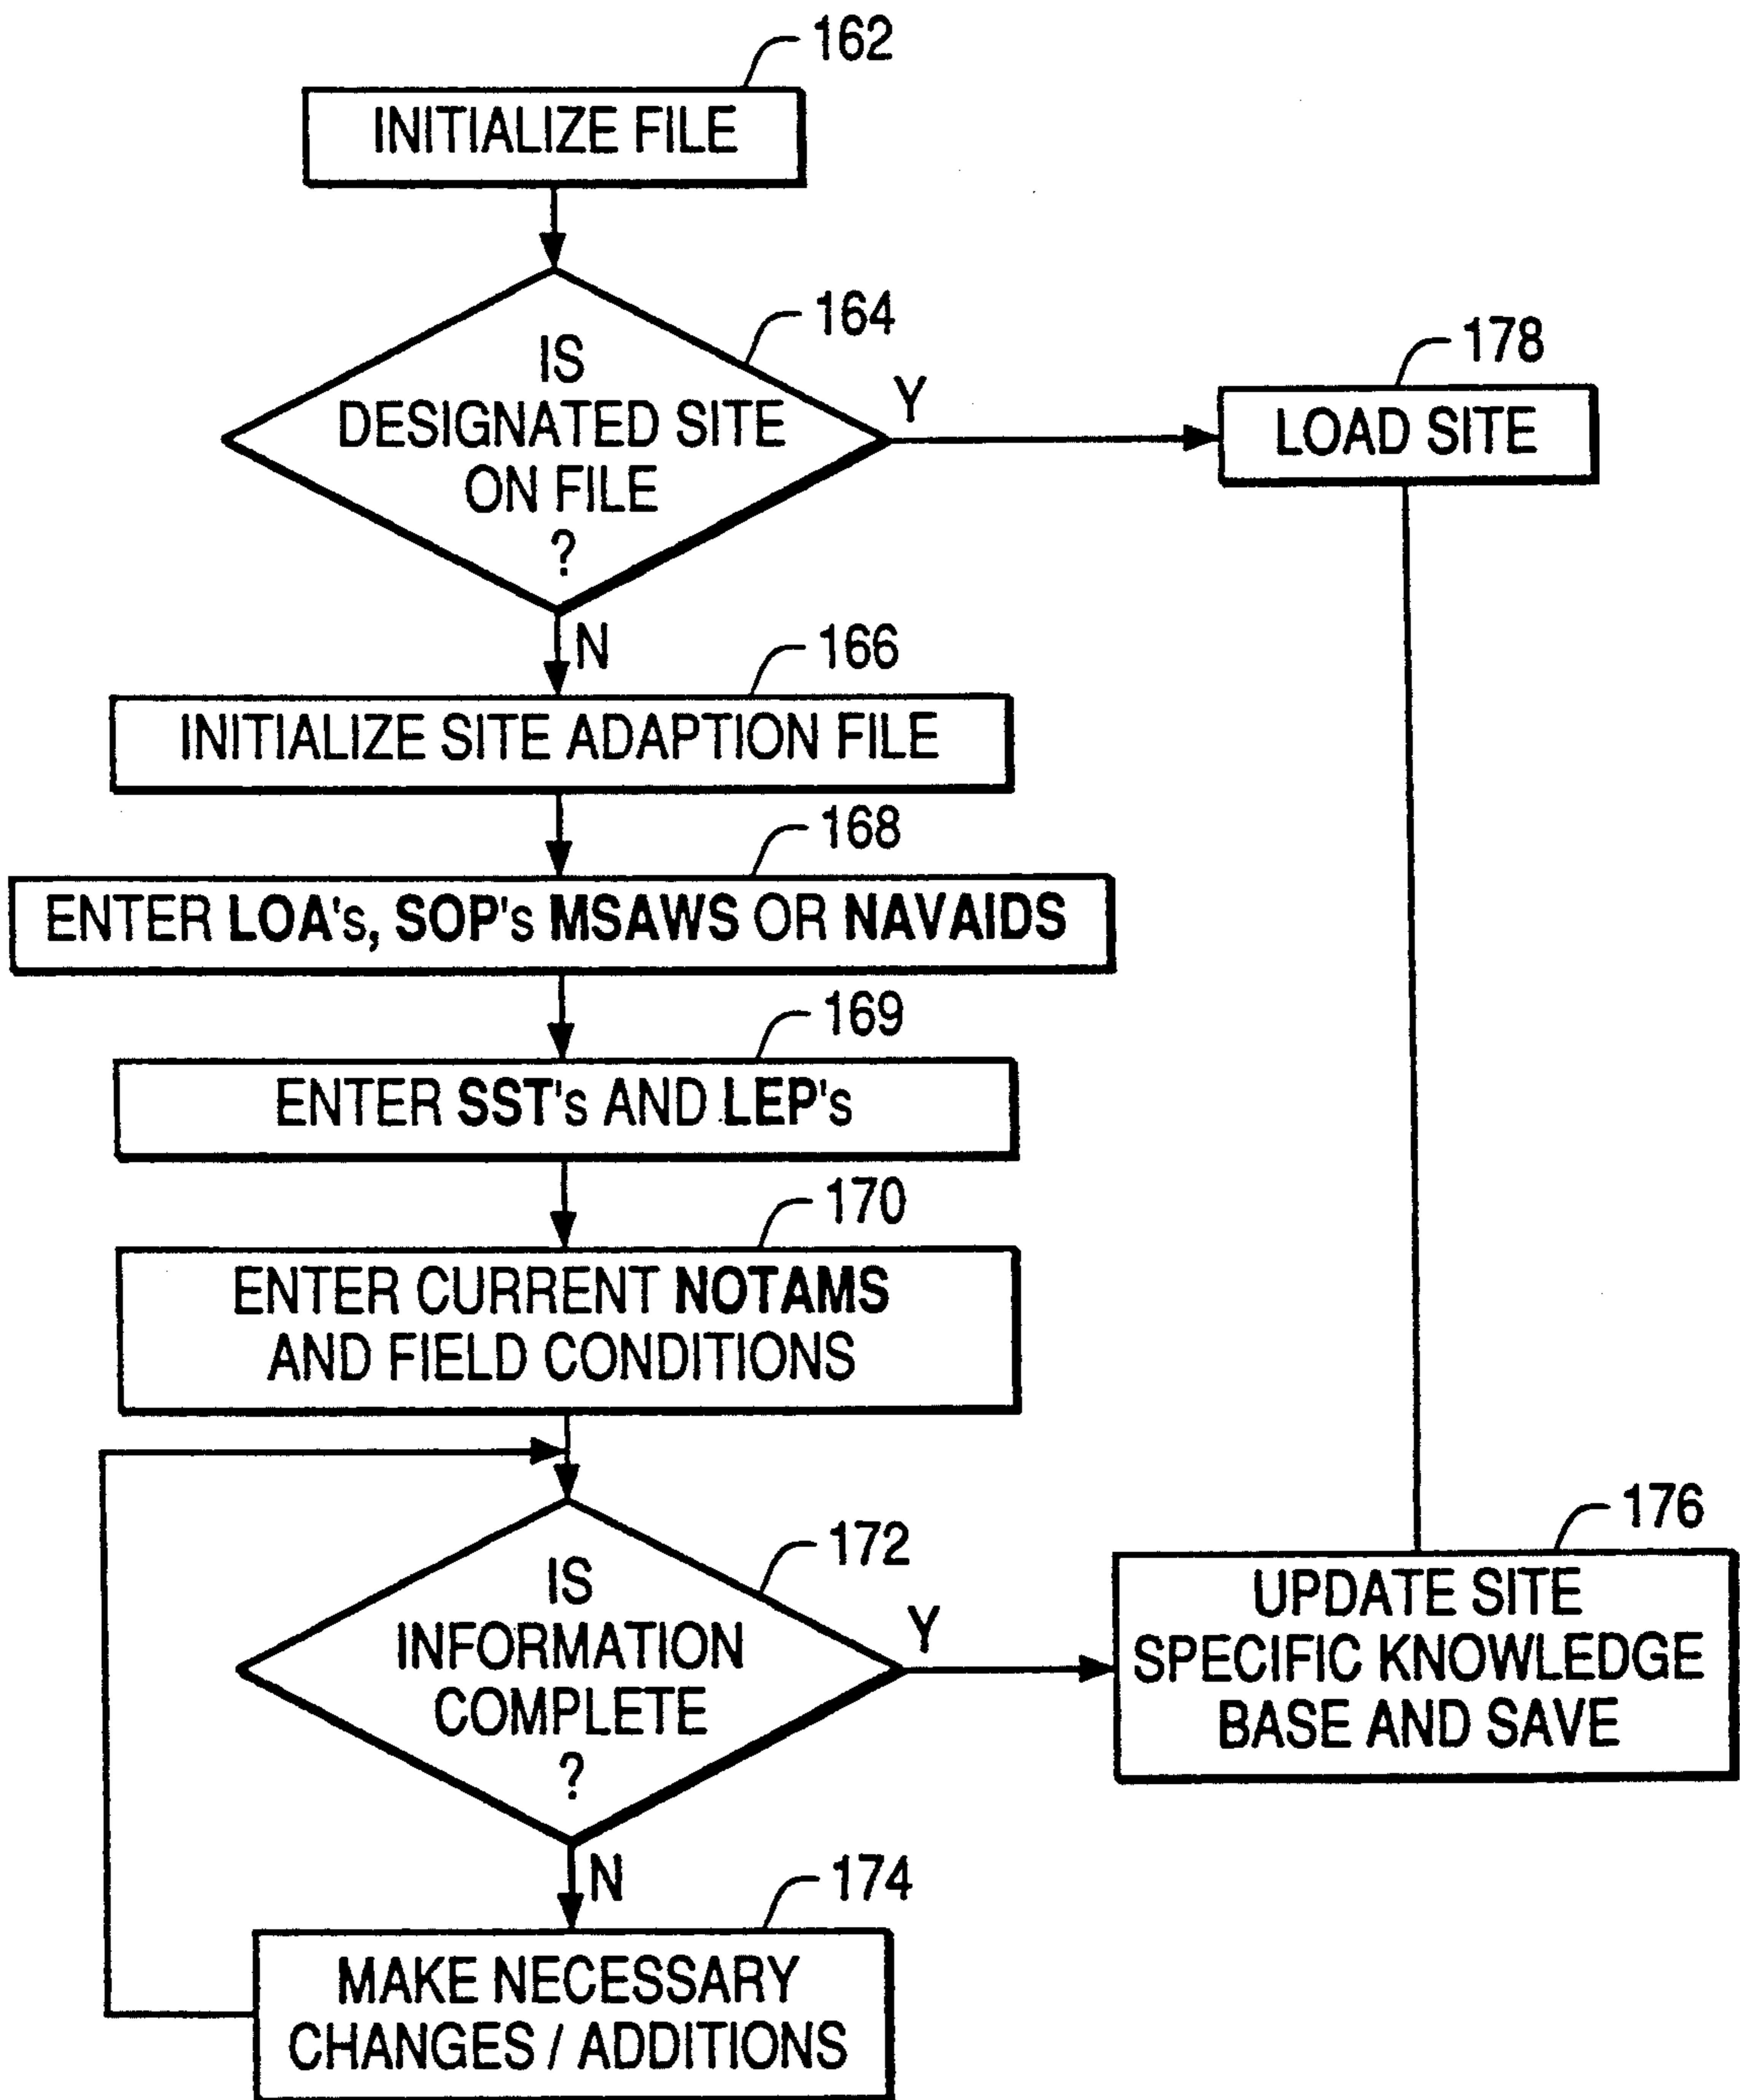 162
INITIALIZE FILE
164
IS
DESIGNATED SITE
ON FILE
?
Y
178
LOAD SITE
N
166
INITIALIZE SITE ADAPTION FILE
168
ENTER LOA's, SOP's MSAWS OR NAVAIDS
169
ENTER SST's AND LEP's
170
ENTER CURRENT NOTAMS
AND FIELD CONDITIONS
172
IS
INFORMATION
COMPLETE
?
Y
176
UPDATE SITE
SPECIFIC KNOWLEDGE
BASE AND SAVE
N
174
MAKE NECESSARY
CHANGES / ADDITIONS